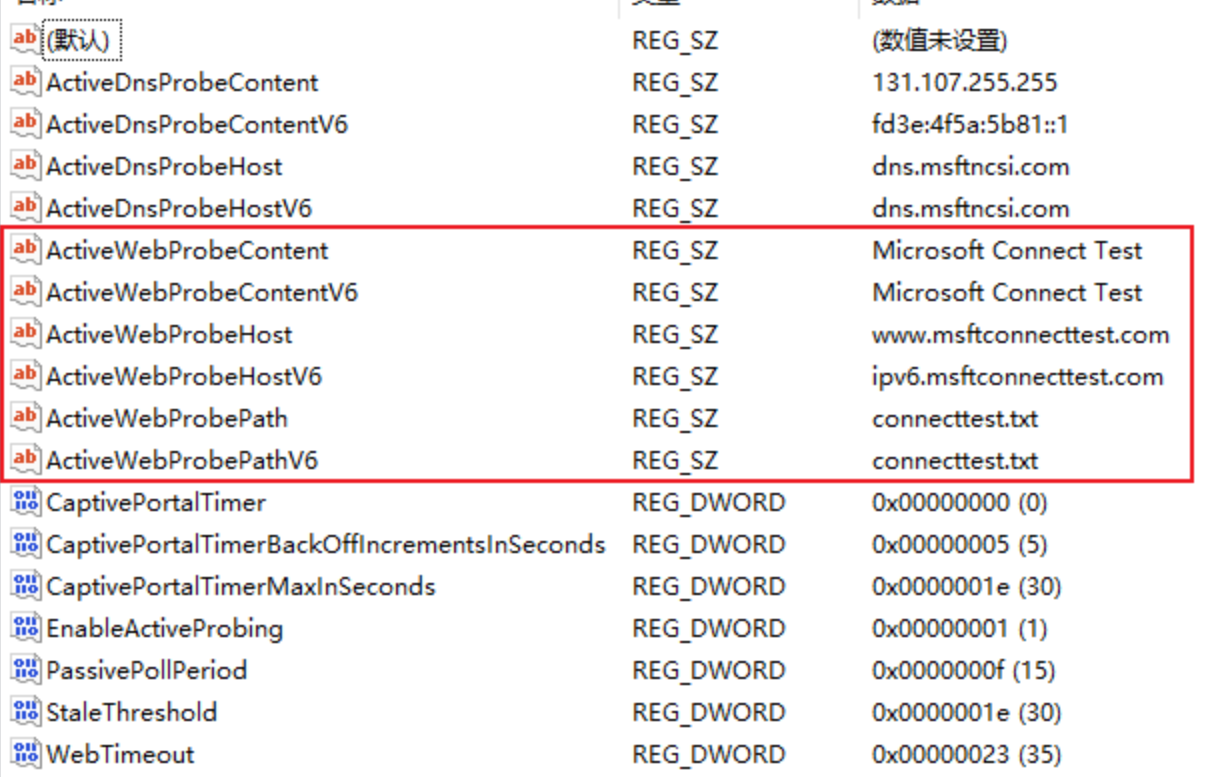 (默认) REG_SZ (数值未设置)
ActiveDnsProbeContent REG_SZ 131.107.255.255
ActiveDnsProbeContentV6 REG_SZ fd3e:4f5a:5b81::1
ActiveDnsProbeHost REG_SZ dns.msftncsi.com
ActiveDnsProbeHostV6 REG_SZ dns.msftncsi.com
ActiveWebProbeContent REG_SZ Microsoft Connect Test
ActiveWebProbeContentV6 REG_SZ Microsoft Connect Test
ActiveWebProbeHost REG_SZ www.msftconnecttest.com
ActiveWebProbeHostV6 REG_SZ ipv6.msftconnecttest.com
ActiveWebProbePath REG_SZ connecttest.txt
ActiveWebProbePathV6 REG_SZ connecttest.txt
CaptivePortalTimer REG_DWORD 0x00000000 (0)
CaptivePortalTimerBackOffIncrementsInSeconds REG_DWORD 0x00000005 (5)
CaptivePortalTimerMaxInSeconds REG_DWORD 0x0000001e (30)
EnableActiveProbing REG_DWORD 0x00000001 (1)
PassivePollPeriod REG_DWORD 0x0000000f (15)
StaleThreshold REG_DWORD 0x0000001e (30)
WebTimeout REG_DWORD 0x00000023 (35)